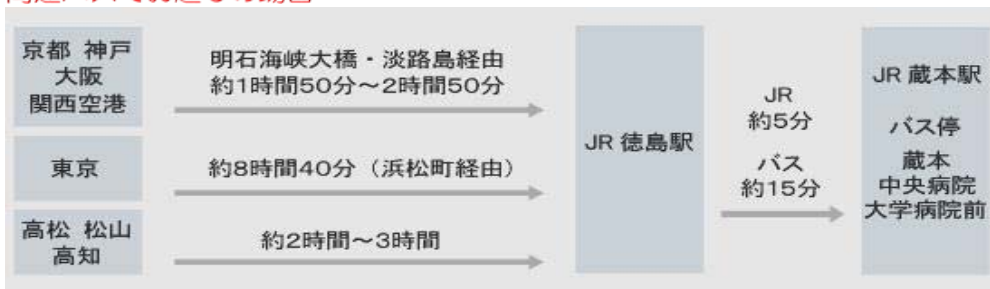 京都 神戸
大阪
関西空港
明石海峡大橋・淡路島経由
約1時間50分～2時間50分
東京
約8時間40分（浜松町経由）
高松 松山
高知
約2時間～3時間
JR 徳島駅
JR
約5分
バス
約15分
JR 蔵本駅
バス停
蔵本
中央病院
大学病院前